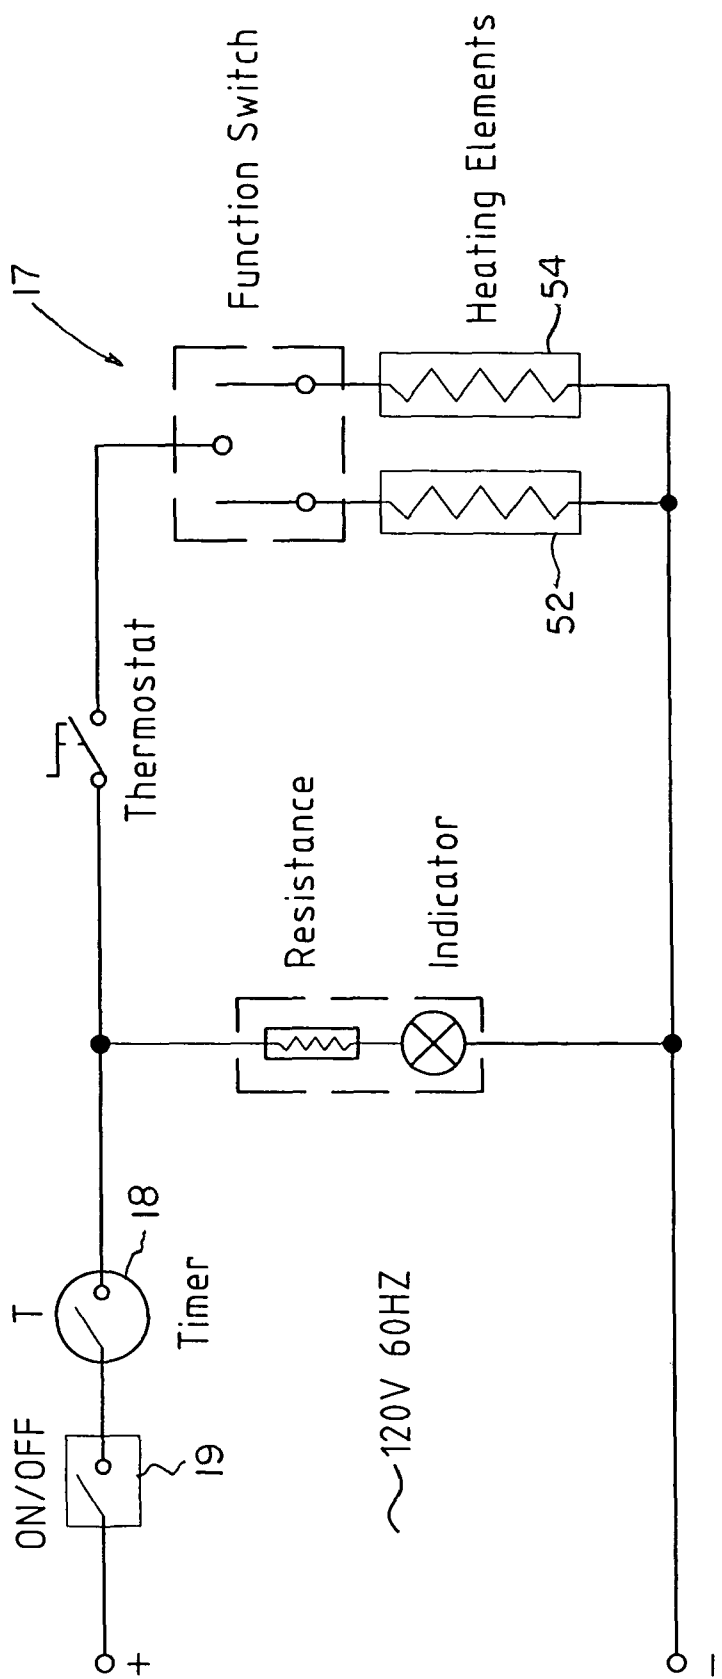 17
Function Switch
Heating Elements
54
52
Thermostat
Resistance
Indicator
T
18
Timer
ON/OFF
19
120V 60HZ
+
-